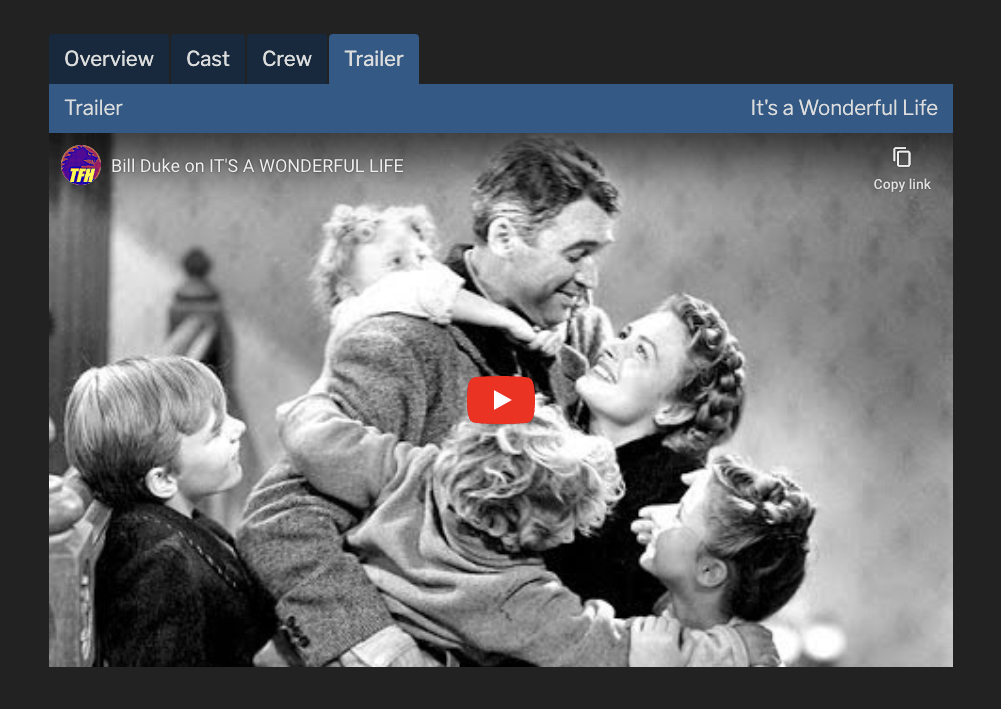 Overview Cast Crew Trailer
Trailer It's a Wonderful Life
TFH Bill Duke on IT'S A WONDERFUL LIFE
Copy link